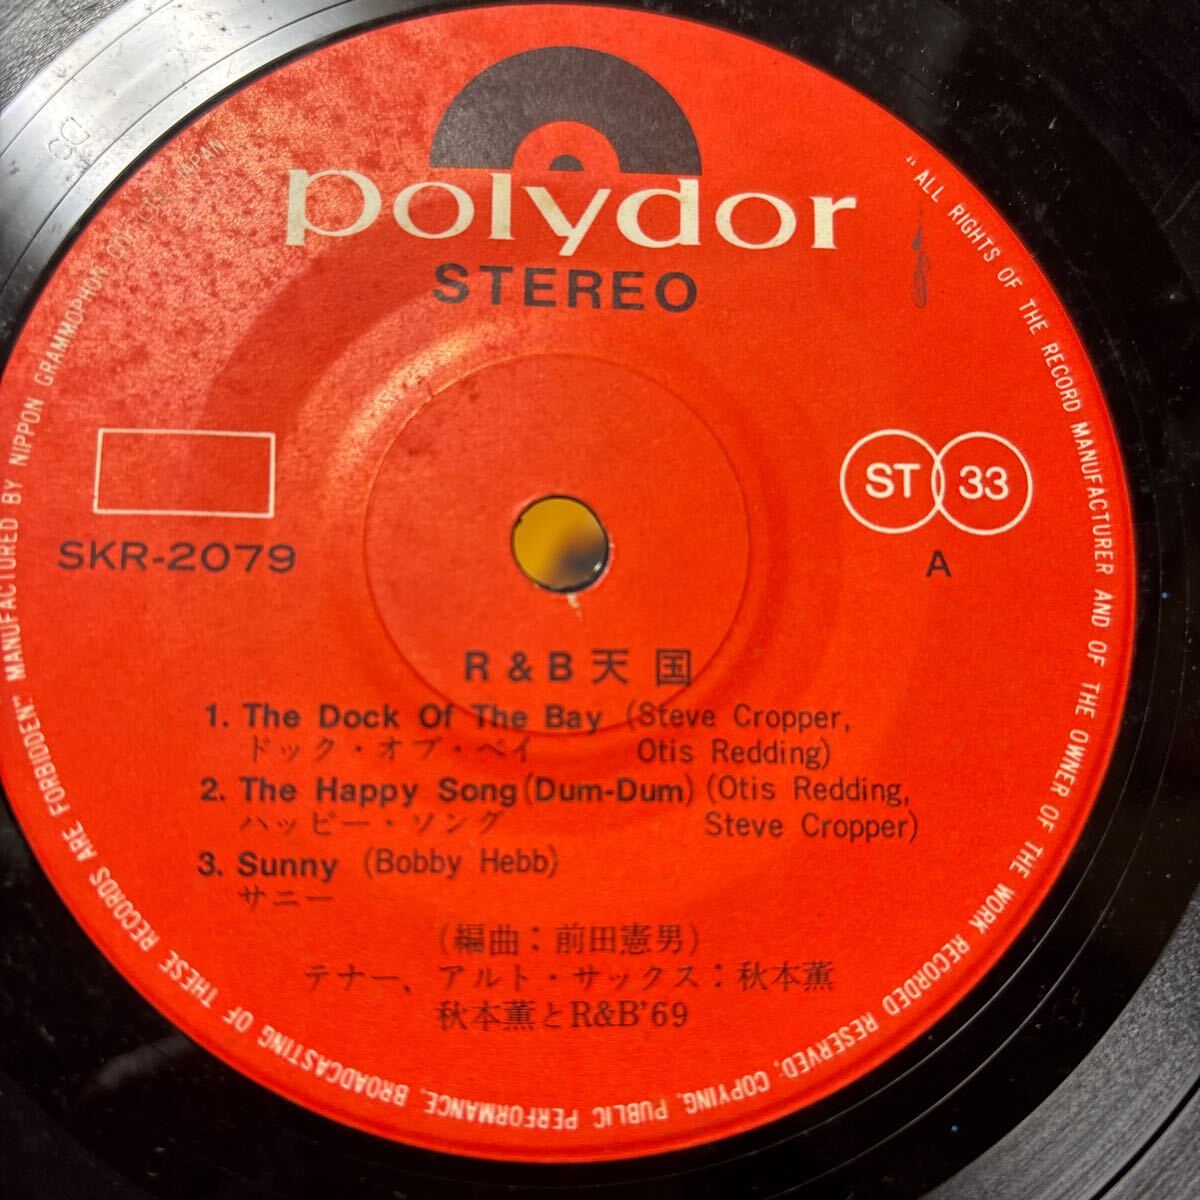 polydor
STEREO
ST 33
A
SKR-2079
R & B 天国
1. The Dock Of The Bay (Steve Cropper,
ドック・オブ・ベイ Otis Redding)
2. The Happy Song (Dum-Dum) (Otis Redding,
ハッピー・ソング Steve Cropper)
3. Sunny (Bobby Hebb)
サニー
(編曲：前田憲男)
テナー、アルト・サックス：秋本薫
秋本薫とR&B'69
"ALL RIGHTS OF THE RECORD MANUFACTURER AND OF THE OWNER OF THE WORK RECORDED RESERVED, COPYING, PUBLIC PERFORMANCE, BROADCASTING OF THESE RECORDS ARE FORBIDDEN" MANUFACTURED BY NIPPON GRAMMOPHON CO., LTD. JAPAN